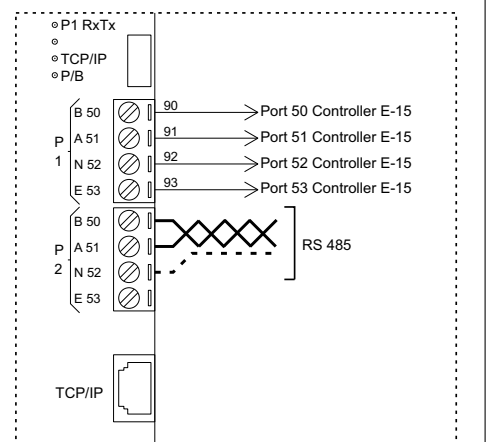 P1 RxTx
TCP/IP
P/B
P 1
B 50 90 Port 50 Controller E-15
A 51 91 Port 51 Controller E-15
N 52 92 Port 52 Controller E-15
E 53 93 Port 53 Controller E-15
P 2
B 50
A 51
N 52
E 53
RS 485
TCP/IP